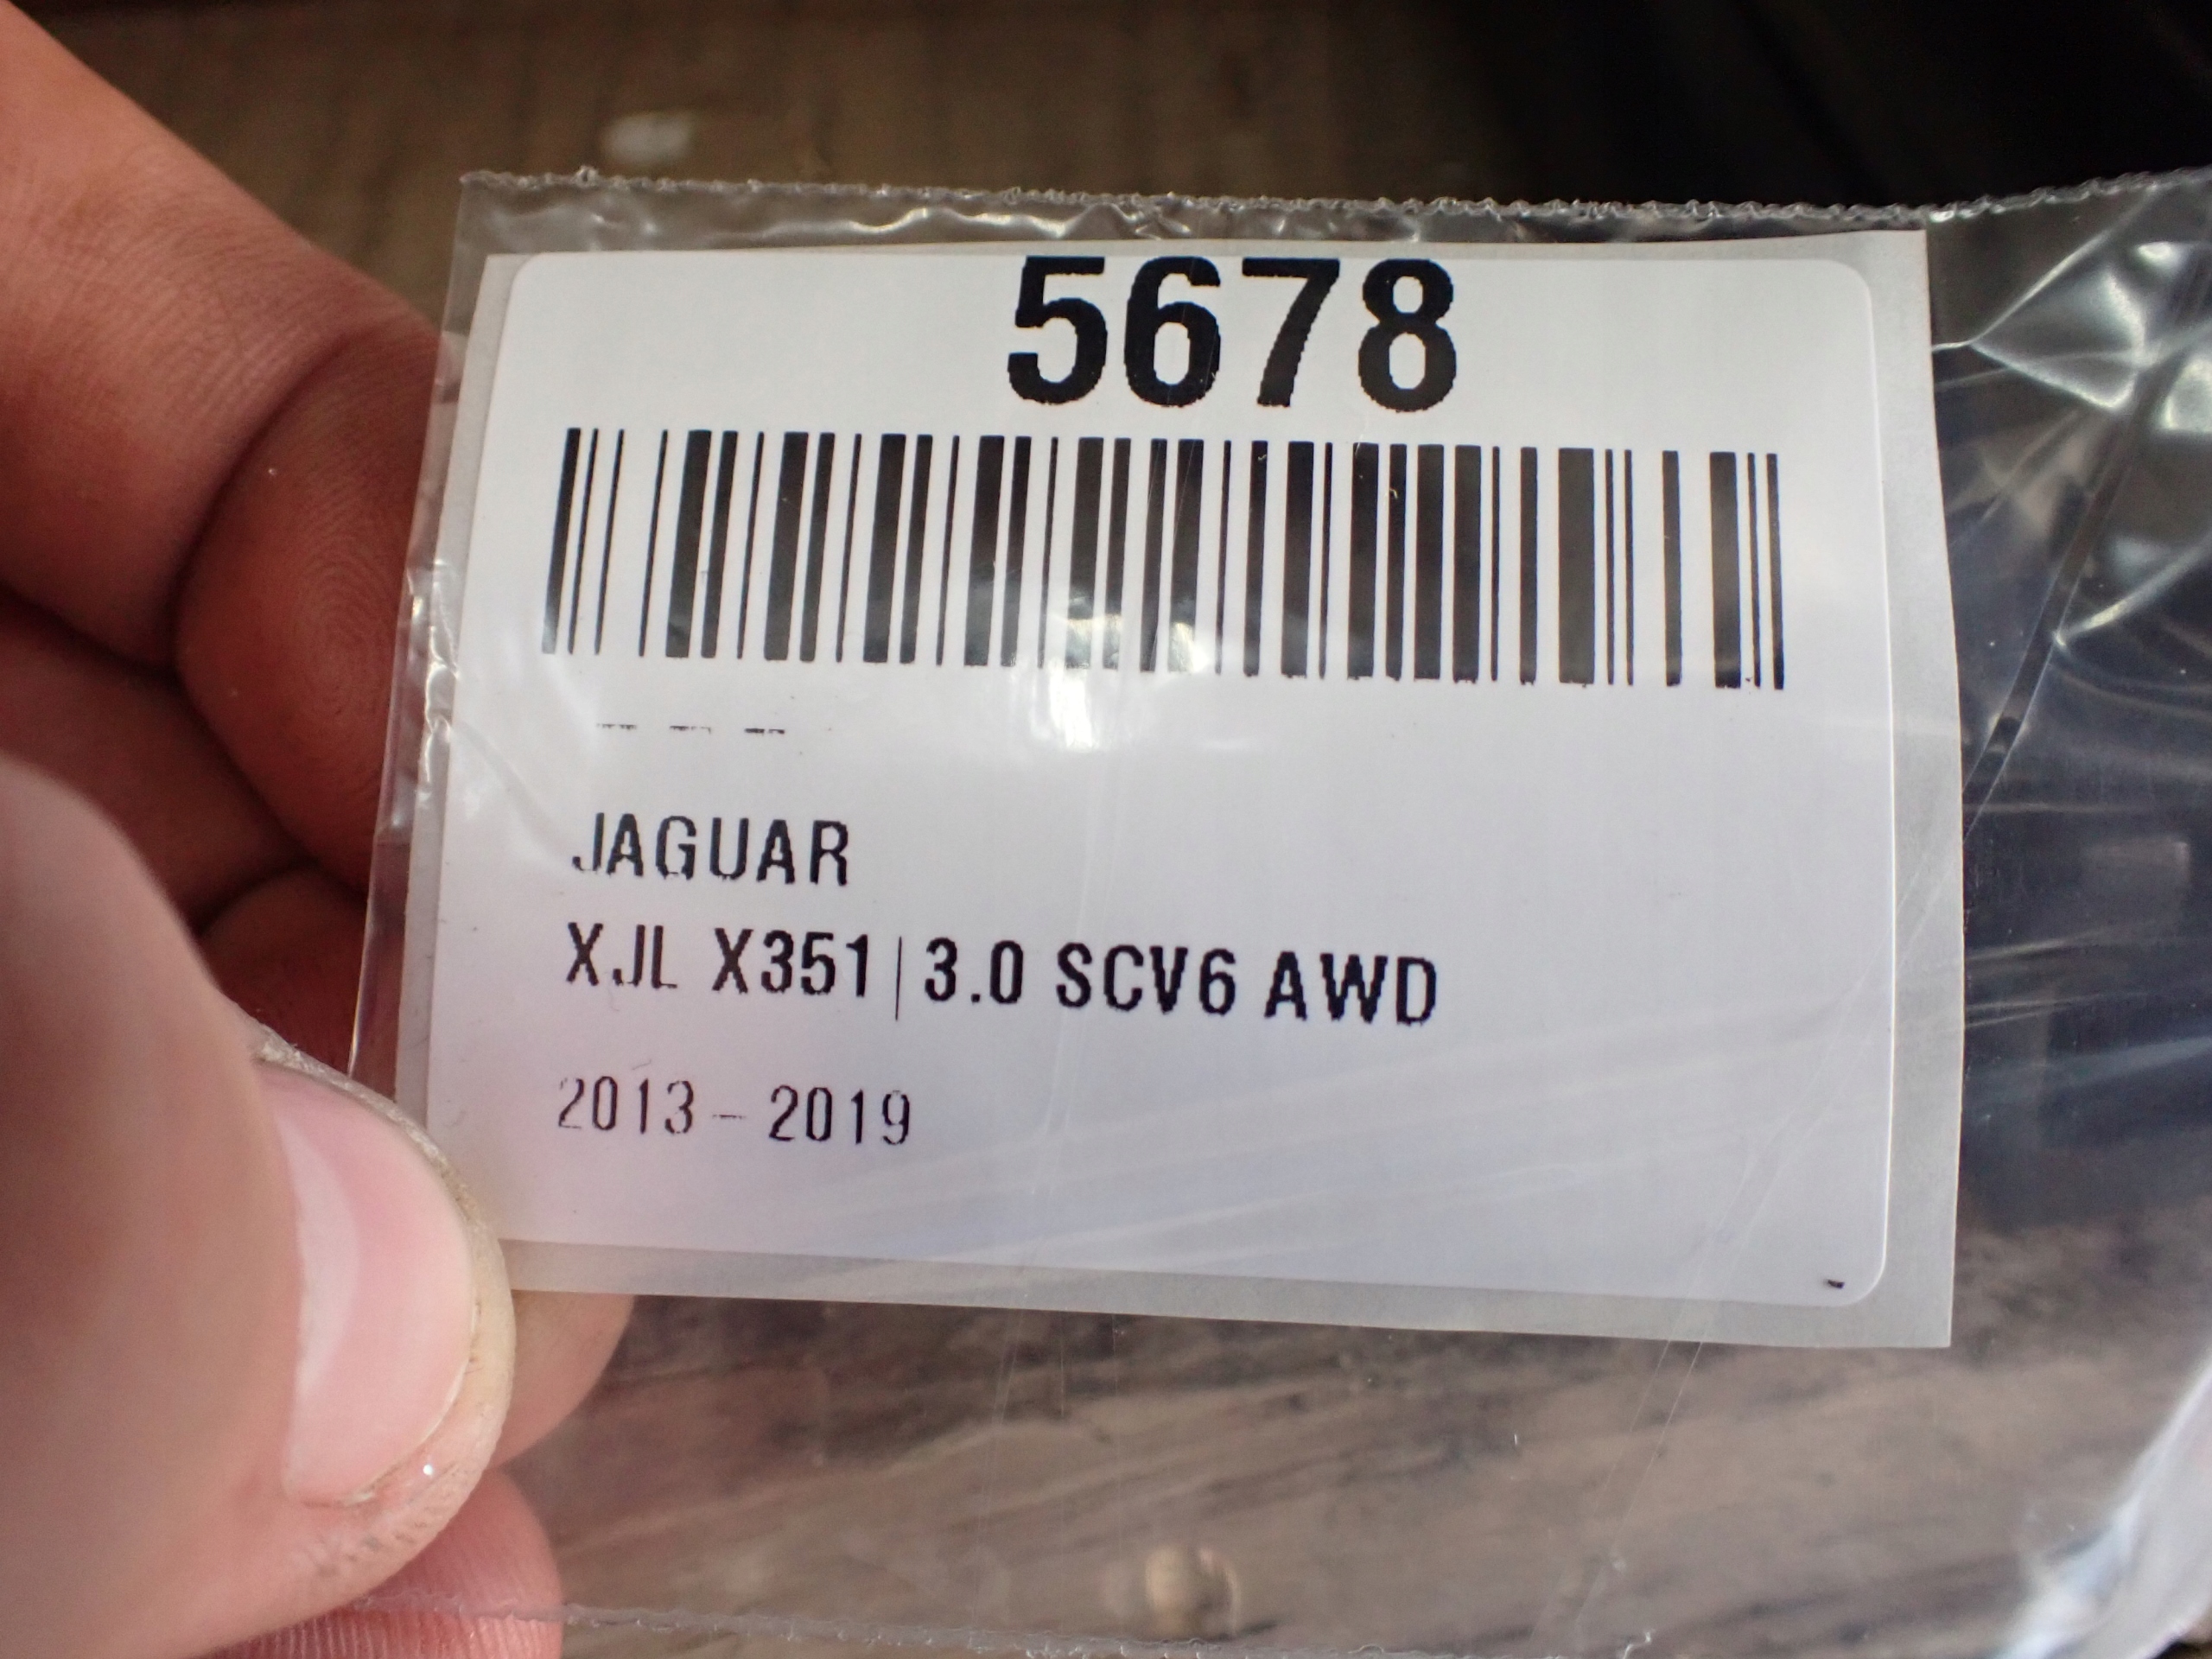 5678
JAGUAR
XJL X351 | 3.0 SCV6 AWD
2013 - 2019